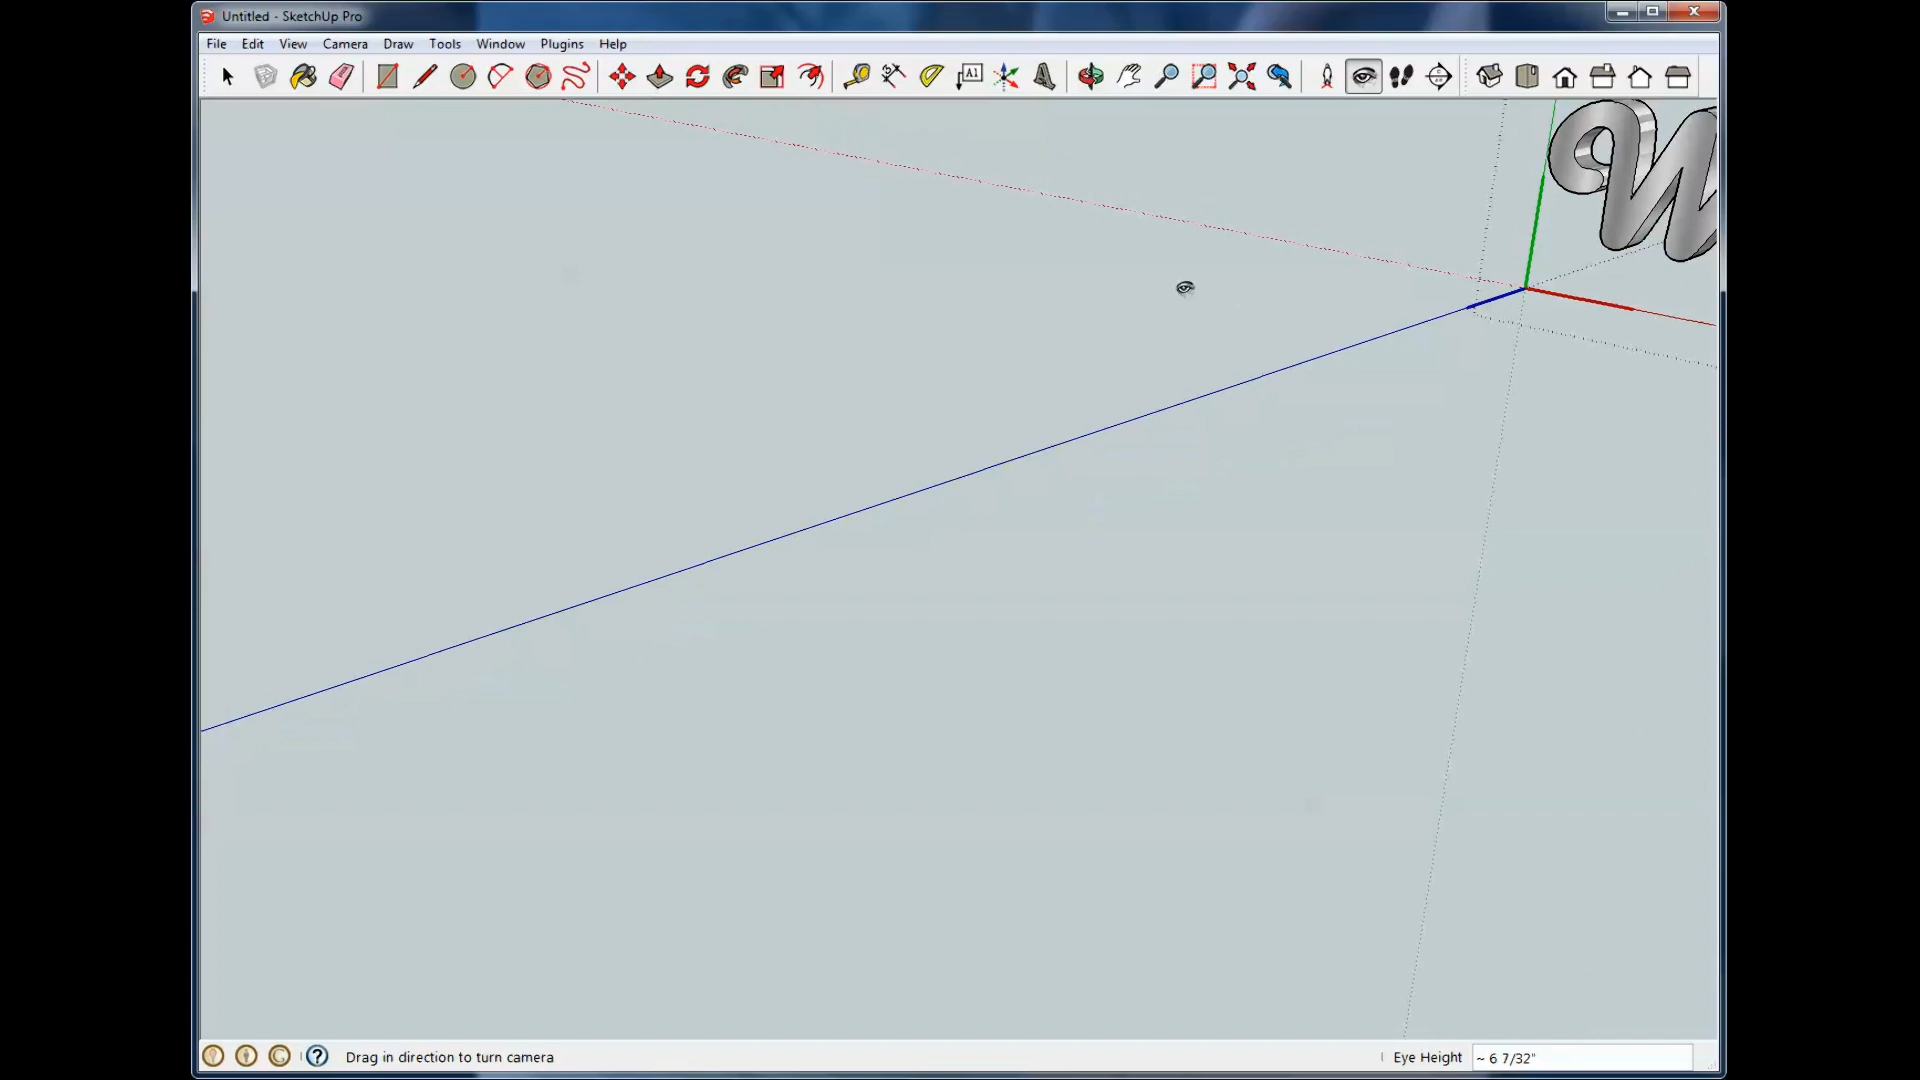 Untitled - SketchUp Pro
File Edit View Camera Draw Tools Window Plugins Help
A1
W
Drag in direction to turn camera
Eye Height ~ 6 7/32"